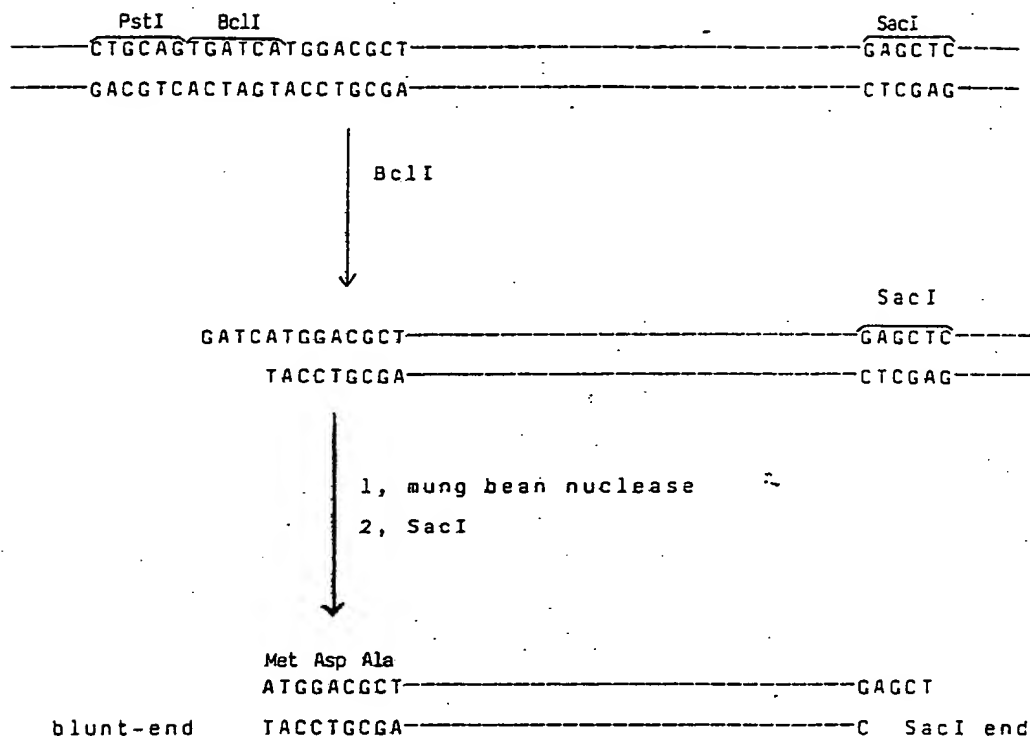 PstI BclI SacI
------CTGCAGTGATCATGGACGCT------------------------------GAGCTC-----
------GACGTCACTAGTACCTGCGA------------------------------CTCGAG-----
BclI
SacI
GATCATGGACGCT------------------------------GAGCTC-----
TACCTGCGA------------------------------CTCGAG-----
1, mung bean nuclease
2, SacI
Met Asp Ala
ATGGACGCT------------------------------GAGCT
blunt-end TACCTGCGA------------------------------C SacI end